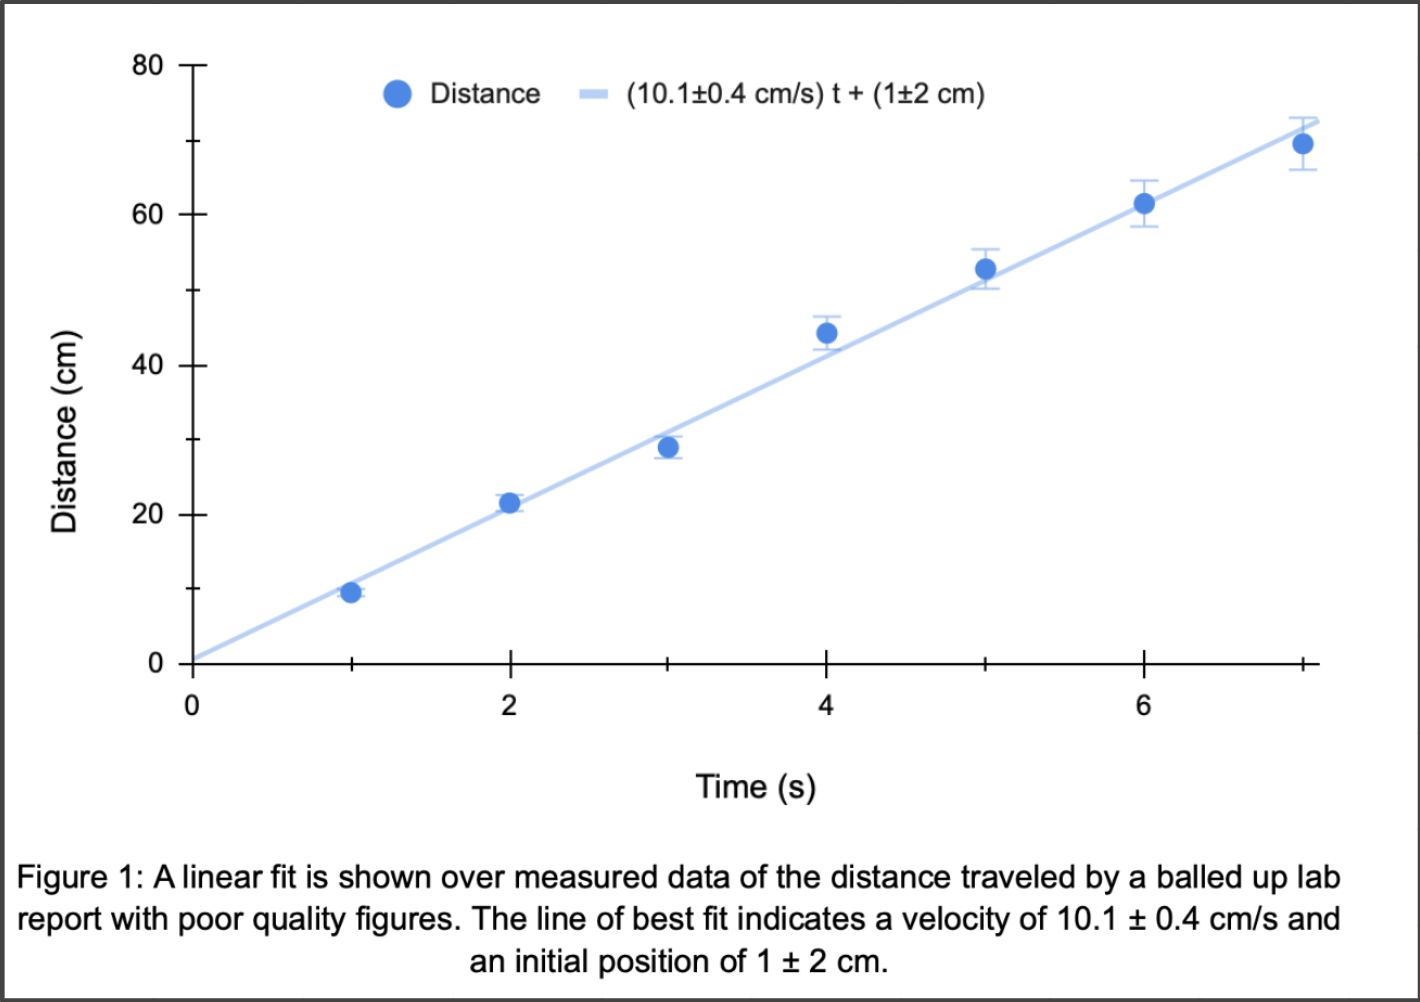 80
Distance
(10.1±0.4 cm/s) t + (1±2 cm)
60
40
20
0
Distance (cm)
0 2 4 6
Time (s)
Figure 1: A linear fit is shown over measured data of the distance traveled by a balled up lab
report with poor quality figures. The line of best fit indicates a velocity of 10.1 ± 0.4 cm/s and
an initial position of 1 ± 2 cm.